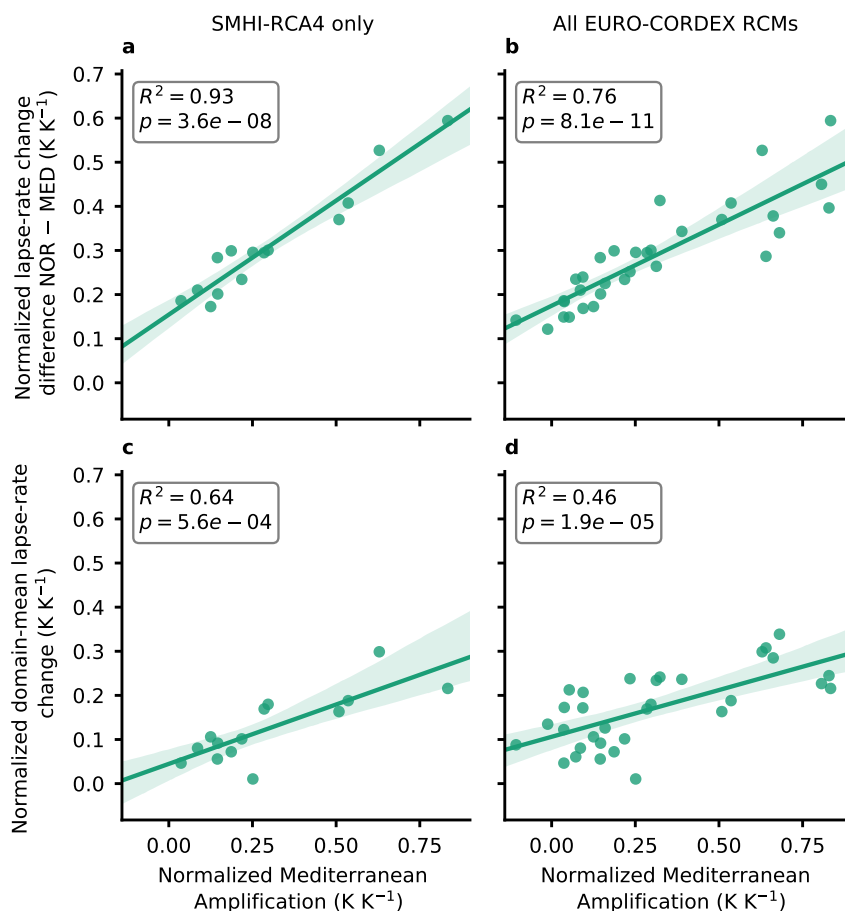 SMHI-RCA4 only
All EURO-CORDEX RCMs
a
b
Normalized lapse-rate change
difference NOR − MED (K K⁻¹)
0.7
0.6
0.5
0.4
0.3
0.2
0.1
0.0
R² = 0.93
p = 3.6e − 08
R² = 0.76
p = 8.1e − 11
c
d
Normalized domain-mean lapse-rate
change (K K⁻¹)
0.7
0.6
0.5
0.4
0.3
0.2
0.1
0.0
R² = 0.64
p = 5.6e − 04
R² = 0.46
p = 1.9e − 05
0.00 0.25 0.50 0.75
0.00 0.25 0.50 0.75
Normalized Mediterranean
Amplification (K K⁻¹)
Normalized Mediterranean
Amplification (K K⁻¹)